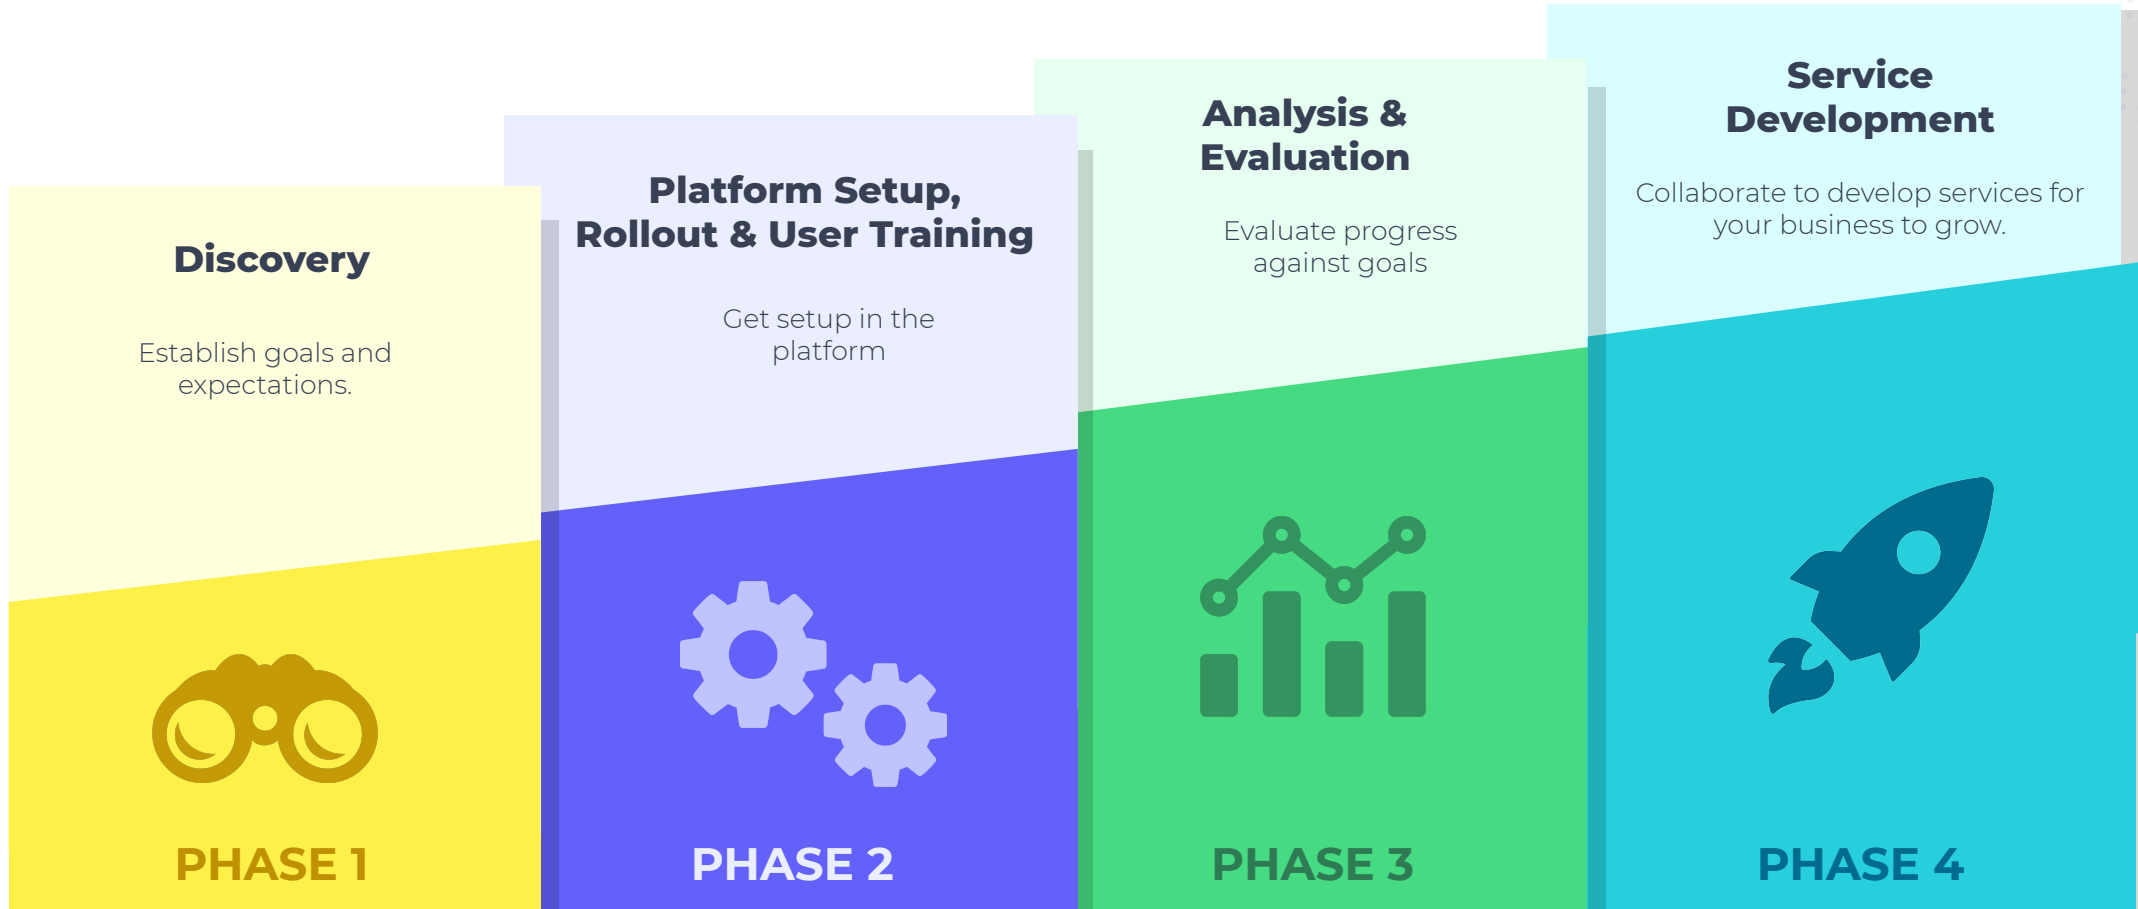 Discovery
Establish goals and
expectations.
PHASE 1
Platform Setup,
Rollout & User Training
Get setup in the
platform
PHASE 2
Analysis &
Evaluation
Evaluate progress
against goals
PHASE 3
Service
Development
Collaborate to develop services for
your business to grow.
PHASE 4